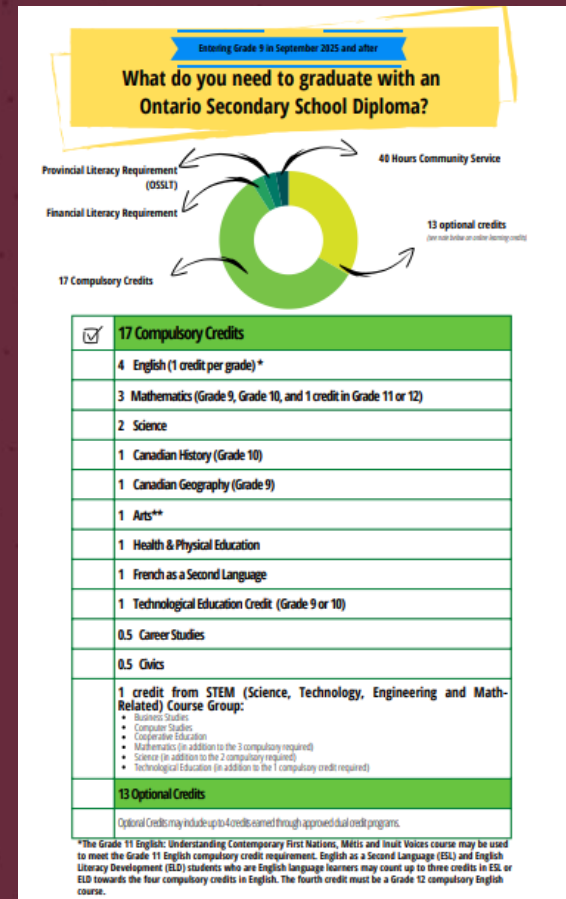 Entering Grade 9 in September 2025 and after
What do you need to graduate with an
Ontario Secondary School Diploma?
40 Hours Community Service
Provincial Literacy Requirement
(OSSLT)
Financial Literacy Requirement
13 optional credits
(see note below on online learning credits)
17 Compulsory Credits
17 Compulsory Credits
4 English (1 credit per grade) *
3 Mathematics (Grade 9, Grade 10, and 1 credit in Grade 11 or 12)
2 Science
1 Canadian History (Grade 10)
1 Canadian Geography (Grade 9)
1 Arts**
1 Health & Physical Education
1 French as a Second Language
1 Technological Education Credit (Grade 9 or 10)
0.5 Career Studies
0.5 Civics
1 credit from STEM (Science, Technology, Engineering and Math-
Related) Course Group:
• Business Studies
• Computer Studies
• Cooperative Education
• Mathematics (in addition to the 3 compulsory required)
• Science (in addition to the 2 compulsory required)
• Technological Education (in addition to the 1 compulsory credit required)
13 Optional Credits
Optional Credits may include up to 4 credits earned through approved dual credit programs.
*The Grade 11 English: Understanding Contemporary First Nations, Métis and Inuit Voices course may be used
to meet the Grade 11 English compulsory credit requirement. English as a Second Language (ESL) and English
Literacy Development (ELD) students who are English language learners may count up to three credits in ESL or
ELD towards the four compulsory credits in English. The fourth credit must be a Grade 12 compulsory English
course.